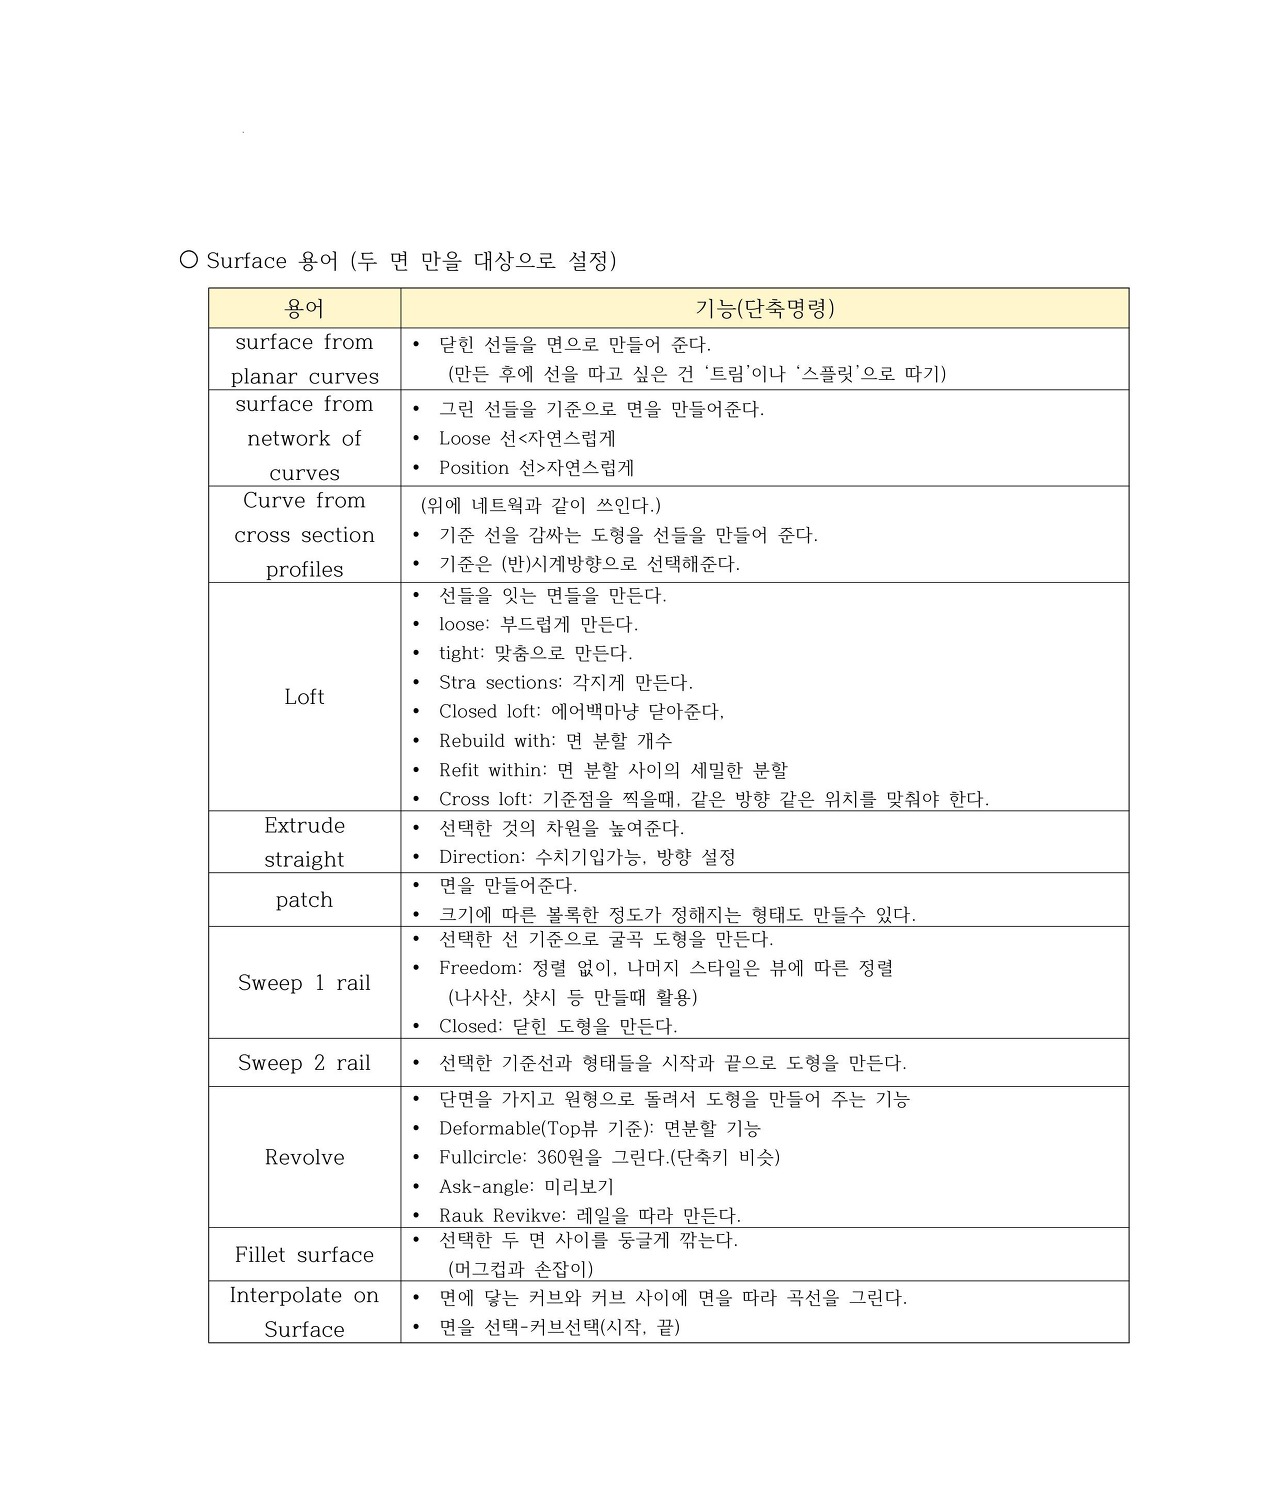 ○ Surface 용어 (두 면 만을 대상으로 설정)
용어
기능(단축명령)
surface from
planar curves
• 닫힌 선들을 면으로 만들어 준다.
(만든 후에 선을 따고 싶은 건 ‘트림’이나 ‘스플릿’으로 따기)
surface from
network of
curves
• 그린 선들을 기준으로 면을 만들어준다.
• Loose 선<자연스럽게
• Position 선>자연스럽게
Curve from
cross section
profiles
(위에 네트웍과 같이 쓰인다.)
• 기준 선을 감싸는 도형을 선들을 만들어 준다.
• 기준은 (반)시계방향으로 선택해준다.
Loft
• 선들을 잇는 면들을 만든다.
• loose: 부드럽게 만든다.
• tight: 맞춤으로 만든다.
• Stra sections: 각지게 만든다.
• Closed loft: 에어백마냥 닫아준다,
• Rebuild with: 면 분할 개수
• Refit within: 면 분할 사이의 세밀한 분할
• Cross loft: 기준점을 찍을때, 같은 방향 같은 위치를 맞춰야 한다.
Extrude
straight
• 선택한 것의 차원을 높여준다.
• Direction: 수치기입가능, 방향 설정
patch
• 면을 만들어준다.
• 크기에 따른 볼록한 정도가 정해지는 형태도 만들수 있다.
Sweep 1 rail
• 선택한 선 기준으로 굴곡 도형을 만든다.
• Freedom: 정렬 없이, 나머지 스타일은 뷰에 따른 정렬
(나사산, 샷시 등 만들때 활용)
• Closed: 닫힌 도형을 만든다.
Sweep 2 rail
• 선택한 기준선과 형태들을 시작과 끝으로 도형을 만든다.
Revolve
• 단면을 가지고 원형으로 돌려서 도형을 만들어 주는 기능
• Deformable(Top뷰 기준): 면분할 기능
• Fullcircle: 360원을 그린다.(단축키 비슷)
• Ask-angle: 미리보기
• Rauk Revikve: 레일을 따라 만든다.
Fillet surface
• 선택한 두 면 사이를 둥글게 깎는다.
(머그컵과 손잡이)
Interpolate on
Surface
• 면에 닿는 커브와 커브 사이에 면을 따라 곡선을 그린다.
• 면을 선택-커브선택(시작, 끝)